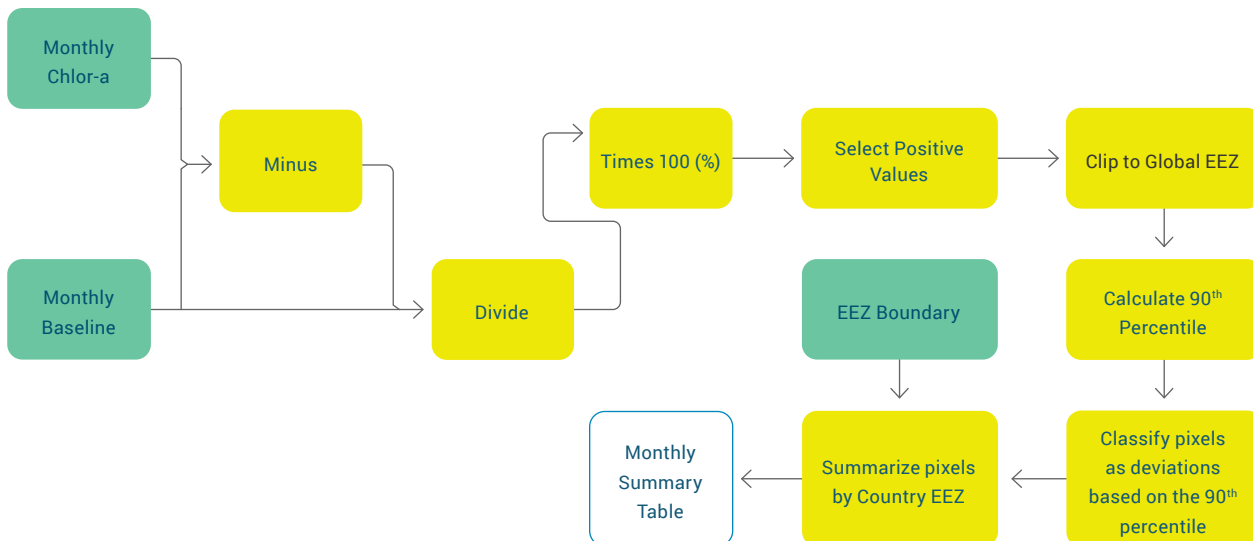 Monthly
Chlor-a
Minus
Times 100 (%)
Select Positive
Values
Clip to Global EEZ
Monthly
Baseline
Divide
EEZ Boundary
Calculate 90th
Percentile
Monthly
Summary
Table
Summarize pixels
by Country EEZ
Classify pixels
as deviations
based on the 90th
percentile